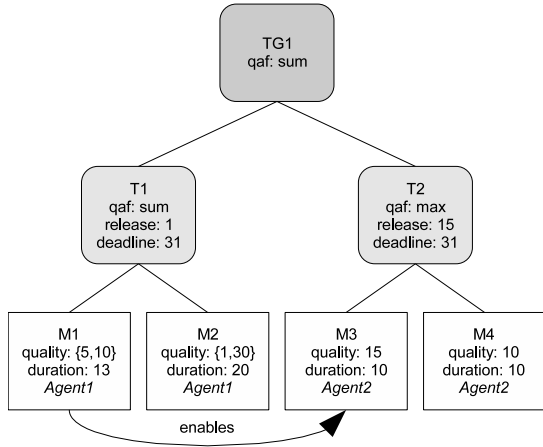 TG1
qaf: sum
T1
qaf: sum
release: 1
deadline: 31
T2
qaf: max
release: 15
deadline: 31
M1
quality: {5,10}
duration: 13
Agent1
M2
quality: {1,30}
duration: 20
Agent1
M3
quality: 15
duration: 10
Agent2
M4
quality: 10
duration: 10
Agent2
enables